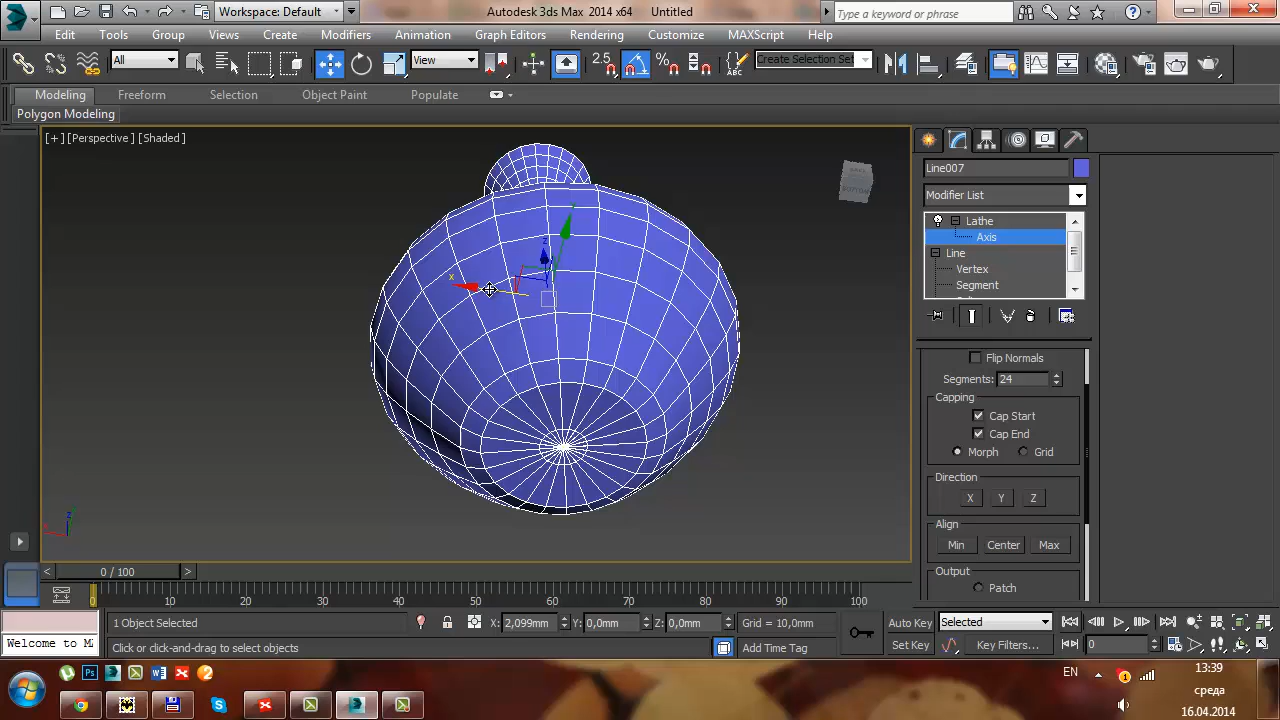 Workspace: Default
Autodesk 3ds Max 2014 x64 Untitled
Type a keyword or phrase
Edit Tools Group Views Create Modifiers Animation Graph Editors Rendering Customize MAXScript Help
All
View
2.5
Create Selection Set
Modeling Freeform Selection Object Paint Populate
Polygon Modeling
[+] [Perspective] [Shaded]
Line007
Modifier List
Lathe
Axis
Line
Vertex
Segment
Flip Normals
Segments: 24
Capping
Cap Start
Cap End
Morph Grid
Direction
X Y Z
Align
Min Center Max
Output
Patch
x
z
x
z
< 0 / 100 >
0 10 20 30 40 50 60 70 80 90 100
1 Object Selected
X: 2,099mm Y: 0,0mm Z: 0,0mm Grid = 10,0mm
Auto Key Selected
Welcome to M
Click or click-and-drag to select objects
Add Time Tag
Set Key Key Filters... 0
Ps
EN
13:39
среда
16.04.2014